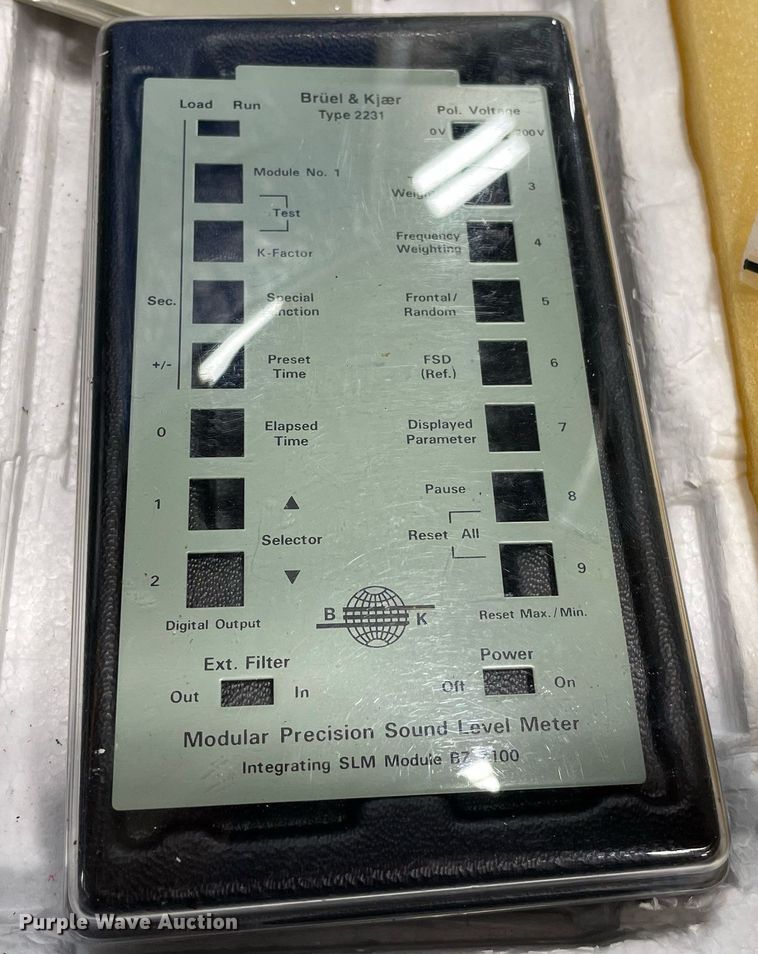 Load Run
Brüel & Kjær
Type 2231
Pol. Voltage
0V 200V
Module No. 1
3
Test
Frequency
Weighting
4
K-Factor
Sec.
Special
Frontal/
Random
5
+/-
Preset
Time
FSD
(Ref.)
6
0
Elapsed
Time
Displayed
Parameter
7
1
▲
Pause
8
Selector
Reset All
2
▼
9
Digital Output
B K
Reset Max./Min.
Ext. Filter
Out In
Power
Off On
Modular Precision Sound Level Meter
Integrating SLM Module
Purple Wave Auction